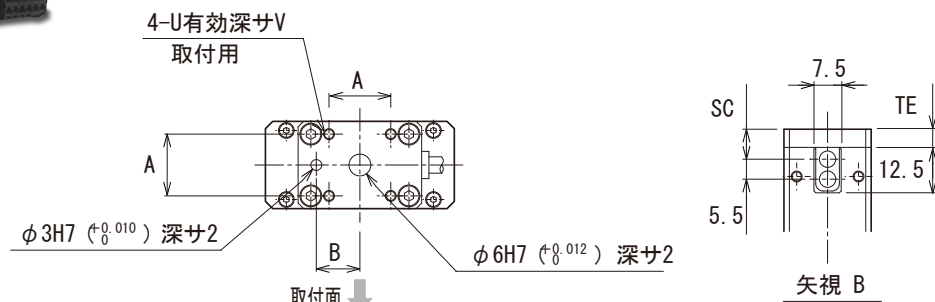 4-U有効深サV
取付用
A
A
φ3H7 (+0.010 0) 深サ2
B
φ6H7 (+0.012 0) 深サ2
取付面
7.5
SC
TE
12.5
5.5
矢視 B